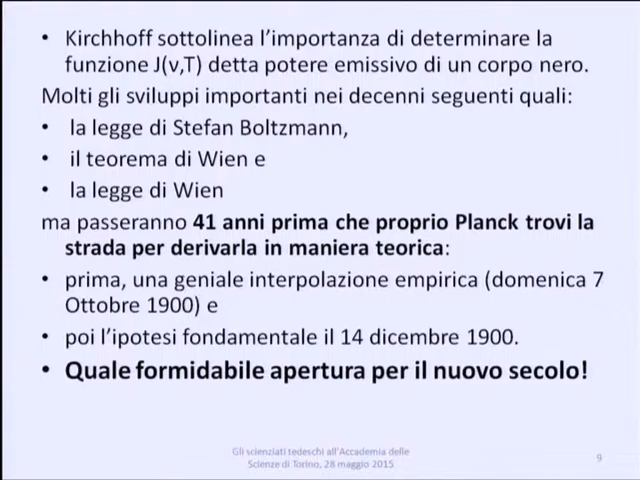 • Kirchhoff sottolinea l'importanza di determinare la
funzione J(ν,T) detta potere emissivo di un corpo nero.
Molti gli sviluppi importanti nei decenni seguenti quali:
• la legge di Stefan Boltzmann,
• il teorema di Wien e
• la legge di Wien
ma passeranno 41 anni prima che proprio Planck trovi la
strada per derivarla in maniera teorica:
• prima, una geniale interpolazione empirica (domenica 7
Ottobre 1900) e
• poi l'ipotesi fondamentale il 14 dicembre 1900.
• Quale formidabile apertura per il nuovo secolo!
Gli scienziati tedeschi all'Accademia delle
Scienze di Torino, 28 maggio 2015
9